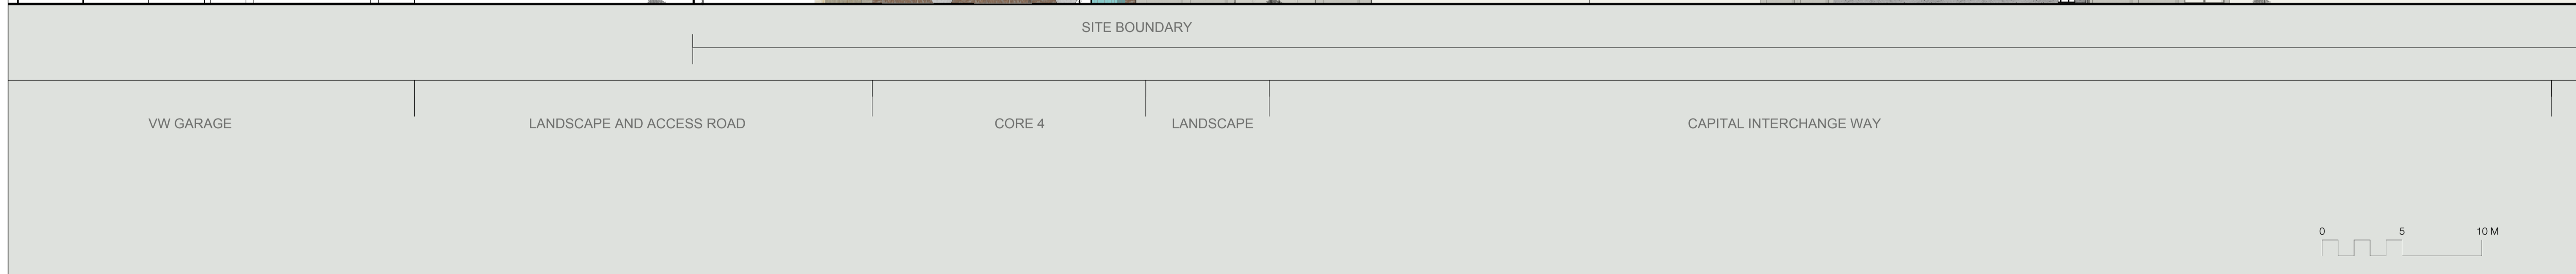 SITE BOUNDARY
VW GARAGE LANDSCAPE AND ACCESS ROAD CORE 4 LANDSCAPE CAPITAL INTERCHANGE WAY
0 5 10 M